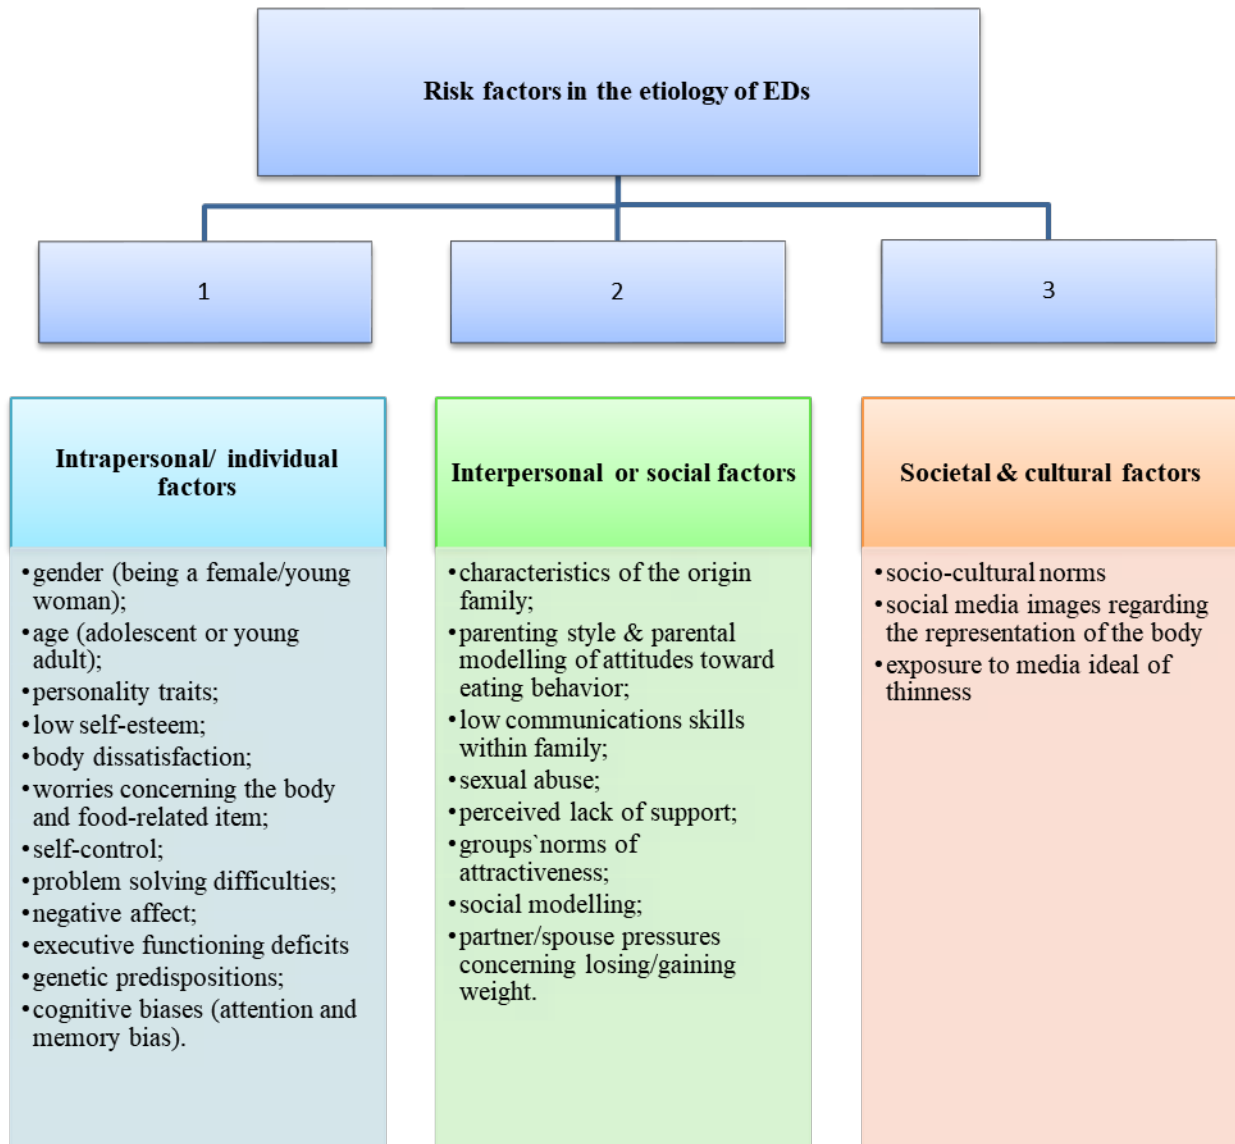 Risk factors in the etiology of EDs
1
2
3
Intrapersonal/ individual
factors
•gender (being a female/young
woman);
•age (adolescent or young
adult);
•personality traits;
•low self-esteem;
•body dissatisfaction;
•worries concerning the body
and food-related item;
•self-control;
•problem solving difficulties;
•negative affect;
•executive functioning deficits
•genetic predispositions;
•cognitive biases (attention and
memory bias).
Interpersonal or social factors
•characteristics of the origin
family;
•parenting style & parental
modelling of attitudes toward
eating behavior;
•low communications skills
within family;
•sexual abuse;
•perceived lack of support;
•groups`norms of
attractiveness;
•social modelling;
•partner/spouse pressures
concerning losing/gaining
weight.
Societal & cultural factors
•socio-cultural norms
•social media images regarding
the representation of the body
•exposure to media ideal of
thinness